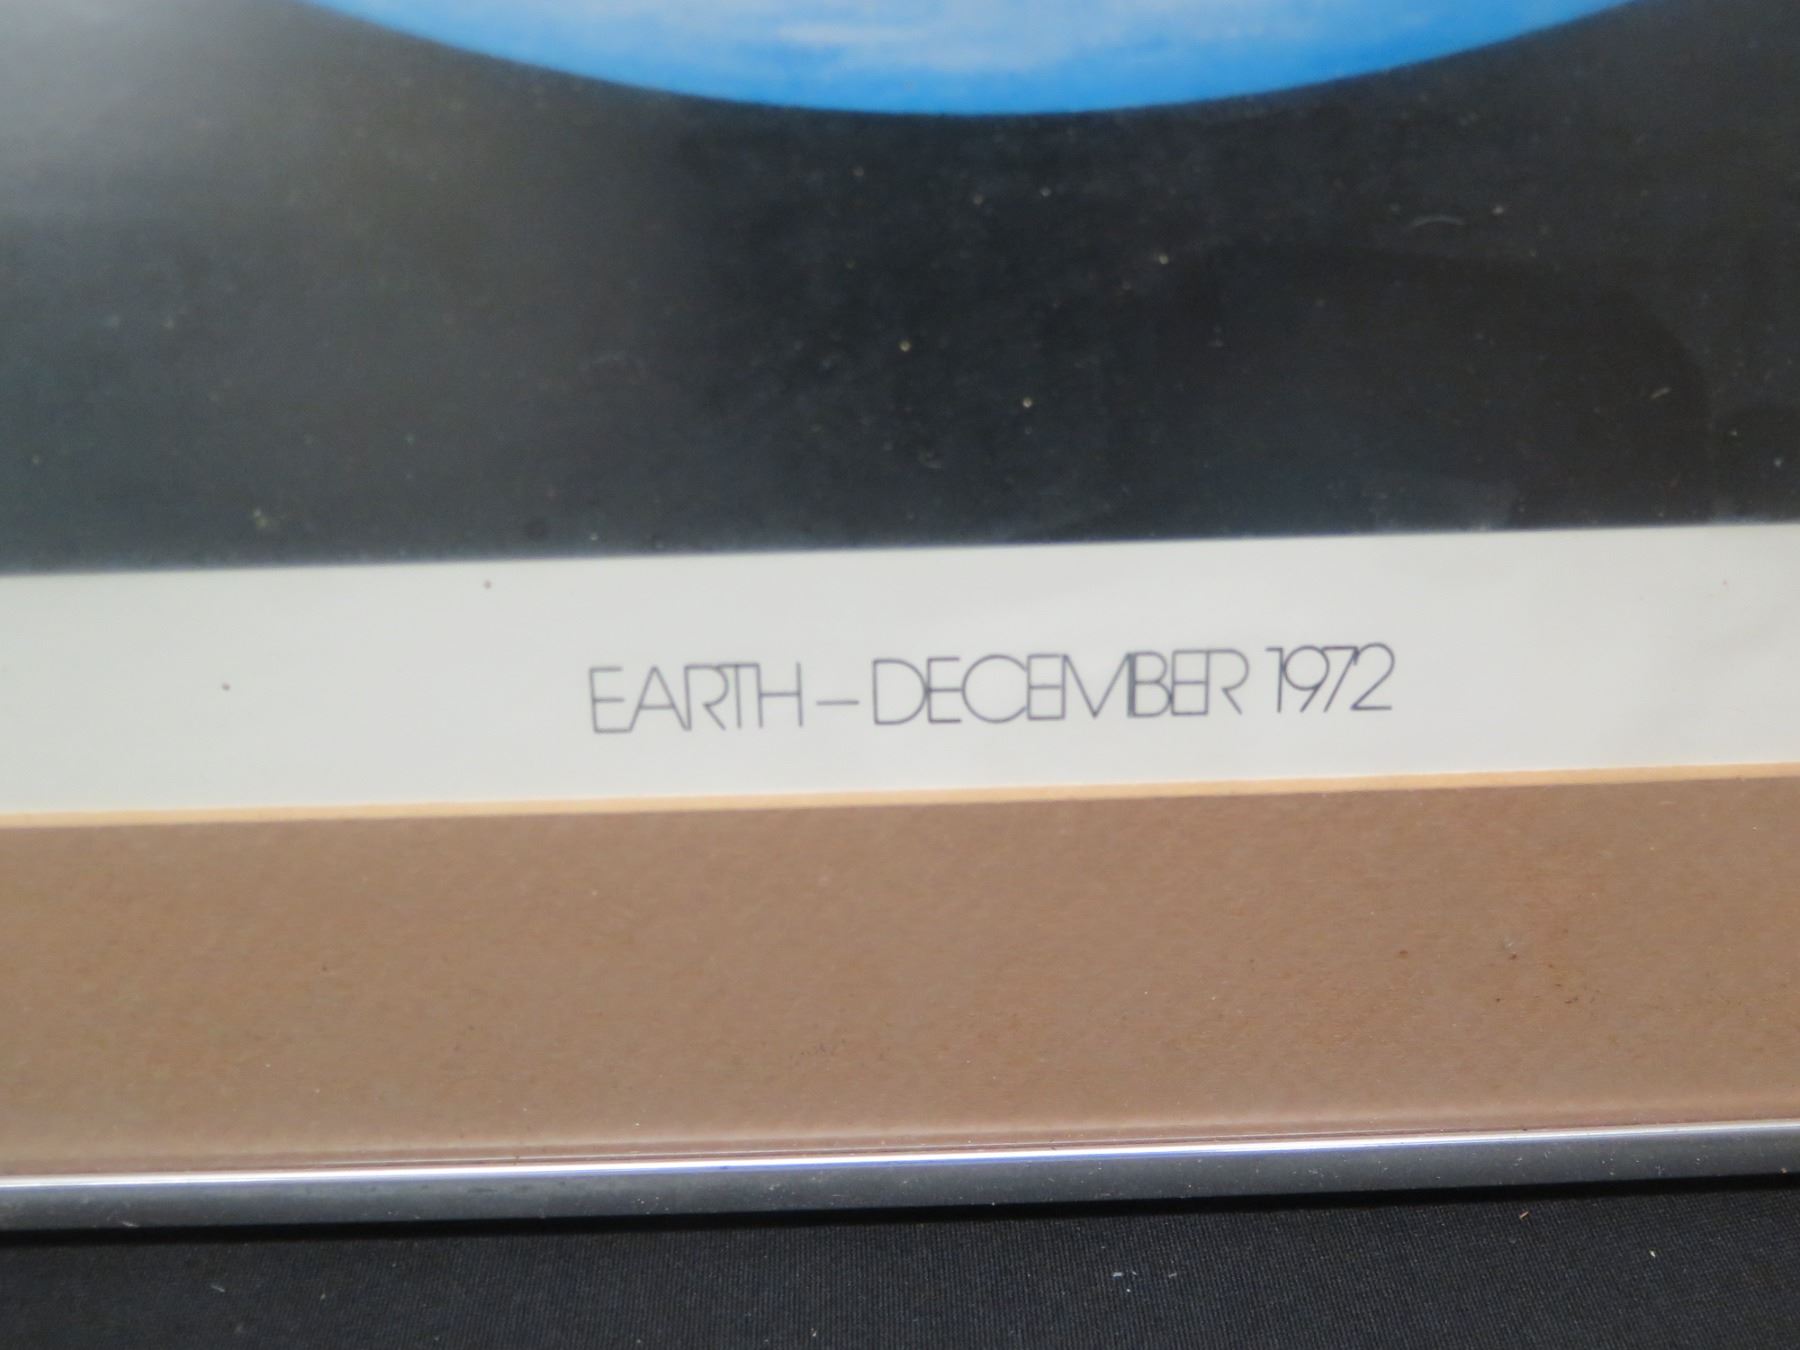 EARTH – DECEMBER 1972